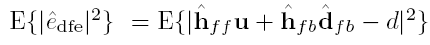 E{|ê_dfe|²} = E{|ĥ_ff u + ĥ_fb d̂_fb − d|²}